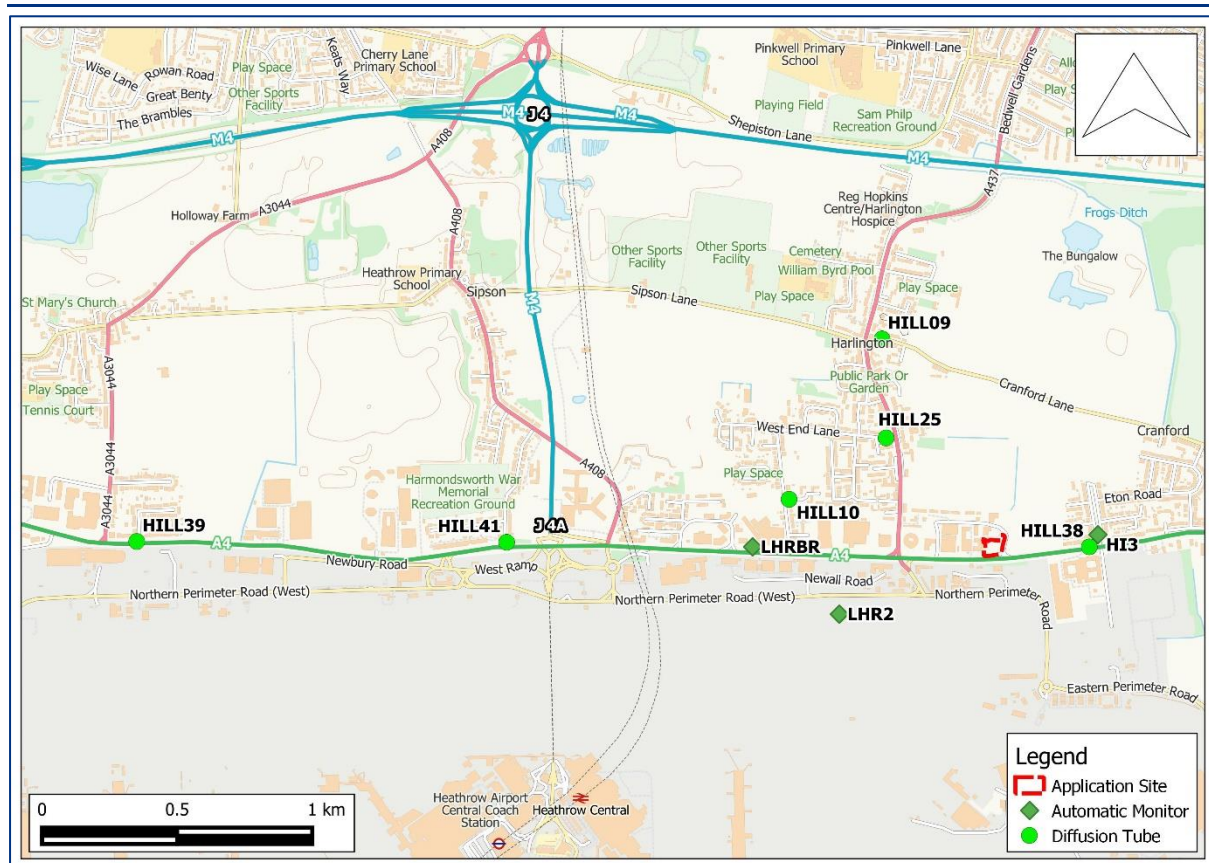 Wise Lane
Rowan Road
Great Benty
The Brambles
Play Space
Other Sports
Facility
Keats Way
Cherry Lane
Primary School
M4
J4
M4
M4
Pinkwell Primary
School
Pinkwell Lane
Playing Field
Sam Philp
Recreation Ground
Shepiston Lane
Bedwell Gardens
M4
A408
A437
Holloway Farm
A3044
A408
Reg Hopkins
Centre/Harlington
Hospice
Frogs Ditch
The Bungalow
Heathrow Primary
School
Sipson
M4
Other Sports
Facility
Other Sports
Facility
Cemetery
William Byrd Pool
Play Space
Play Space
Sipson Lane
St Mary's Church
A3044
HILL09
Harlington
Public Park Or
Garden
Cranford Lane
Play Space
Tennis Court
A3044
HILL25
West End Lane
Cranford
Play Space
A408
Harmondsworth War
Memorial
Recreation Ground
Eton Road
A3044
HILL39
HILL41
J4A
HILL10
HILL38
HI3
A4
LHRBR
A4
Newbury Road
West Ramp
Newall Road
Northern Perimeter Road (West)
Northern Perimeter Road (West)
Northern Perimeter
Road
LHR2
Eastern Perimeter Road
Heathrow Airport
Central Coach
Station
Heathrow Central
0 0.5 1 km
Legend
Application Site
Automatic Monitor
Diffusion Tube